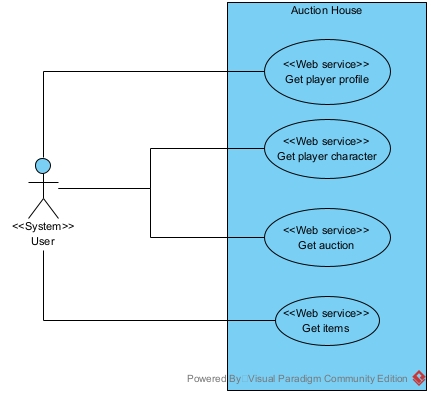 Auction House
<<Web service>>
Get player profile
<<Web service>>
Get player character
<<System>>
User
<<Web service>>
Get auction
<<Web service>>
Get items
Powered By Visual Paradigm Community Edition